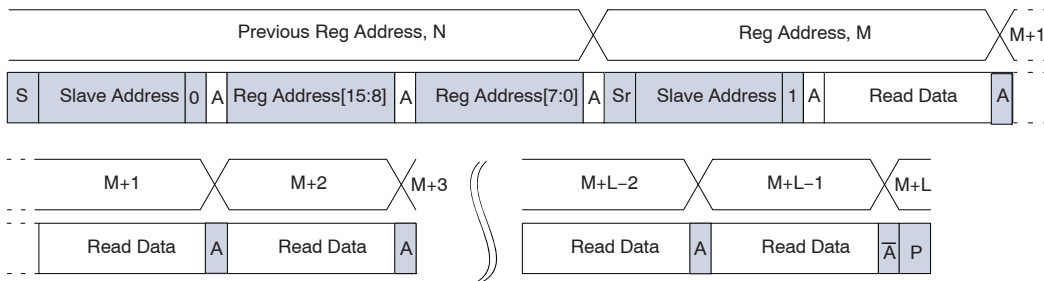 Previous Reg Address, N Reg Address, M M+1
S Slave Address 0 A Reg Address[15:8] A Reg Address[7:0] A Sr Slave Address 1 A Read Data A
M+1 M+2 M+3 M+L−2 M+L−1 M+L
Read Data A Read Data A Read Data A Read Data A̅ P